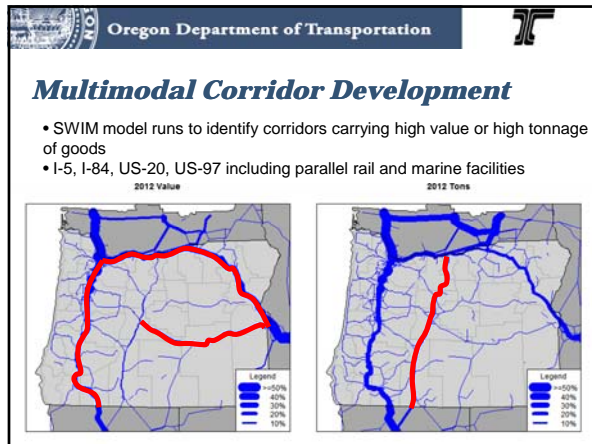 Oregon Department of Transportation
Multimodal Corridor Development
• SWIM model runs to identify corridors carrying high value or high tonnage
of goods
• I-5, I-84, US-20, US-97 including parallel rail and marine facilities
2012 Value
2012 Tons
Legend
>=50%
40%
30%
20%
10%
Legend
>=50%
40%
30%
20%
10%